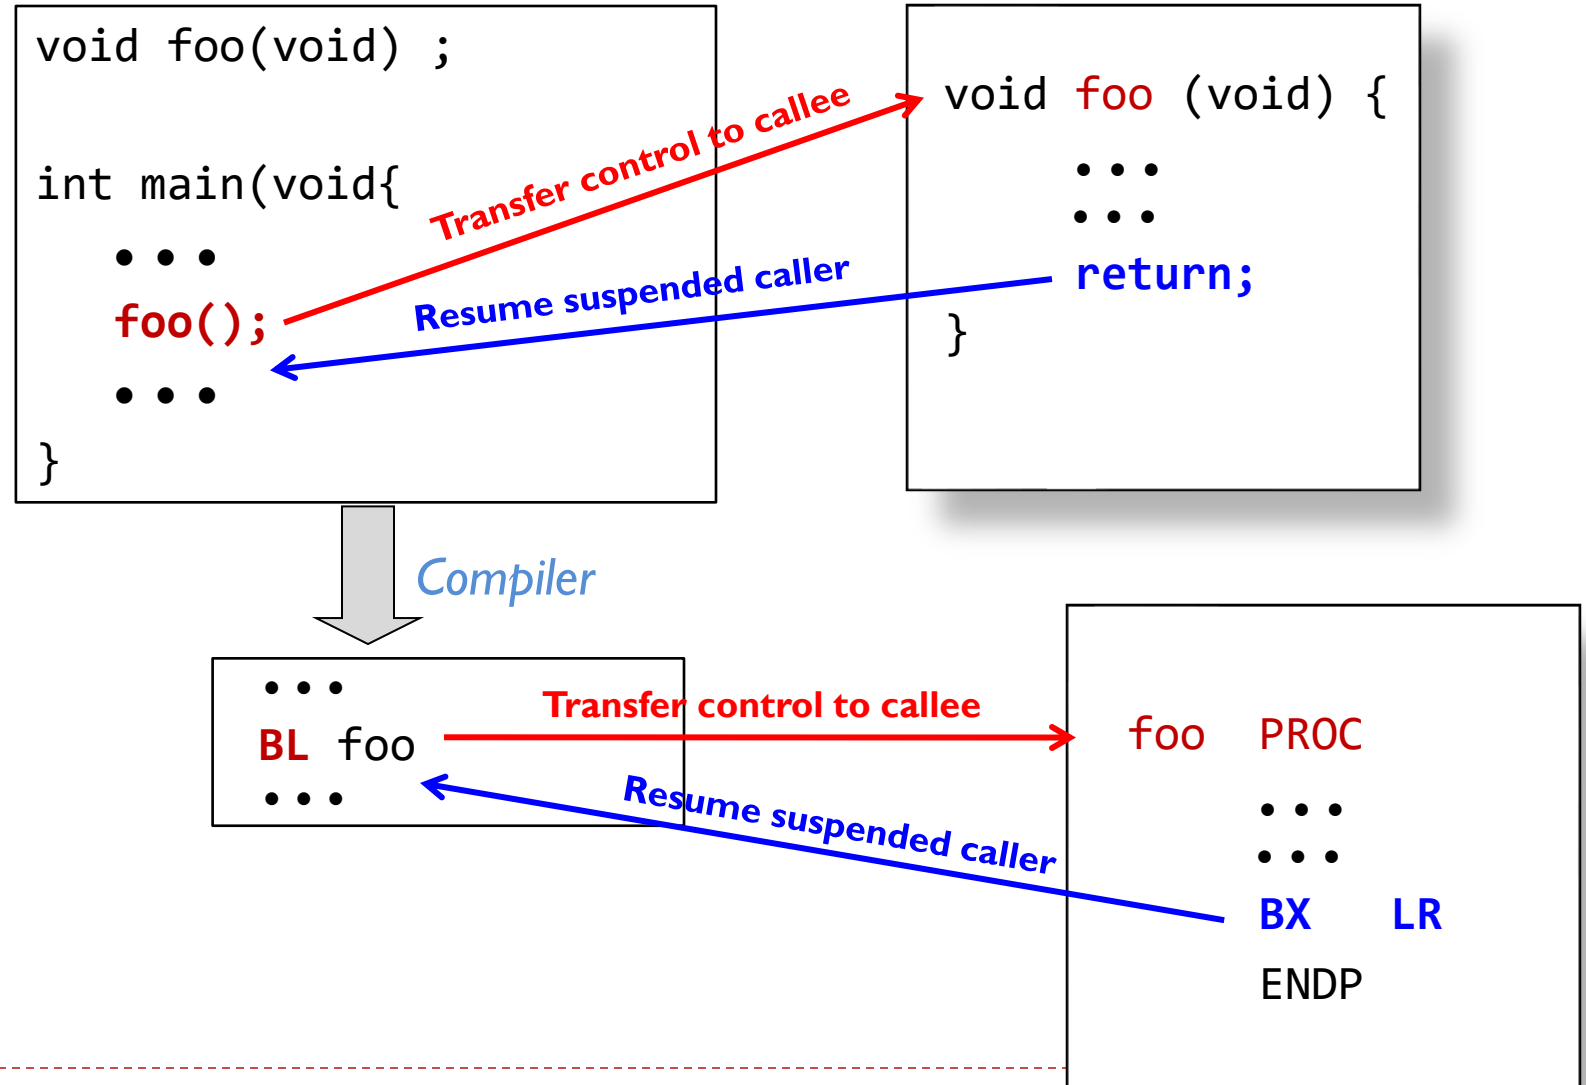 void foo(void) ;
int main(void{
• • •
foo();
• • •
}
Transfer control to callee
Resume suspended caller
void foo (void) {
• • •
• • •
return;
}
Compiler
• • •
BL foo
• • •
Transfer control to callee
Resume suspended caller
foo PROC
• • •
• • •
BX LR
ENDP